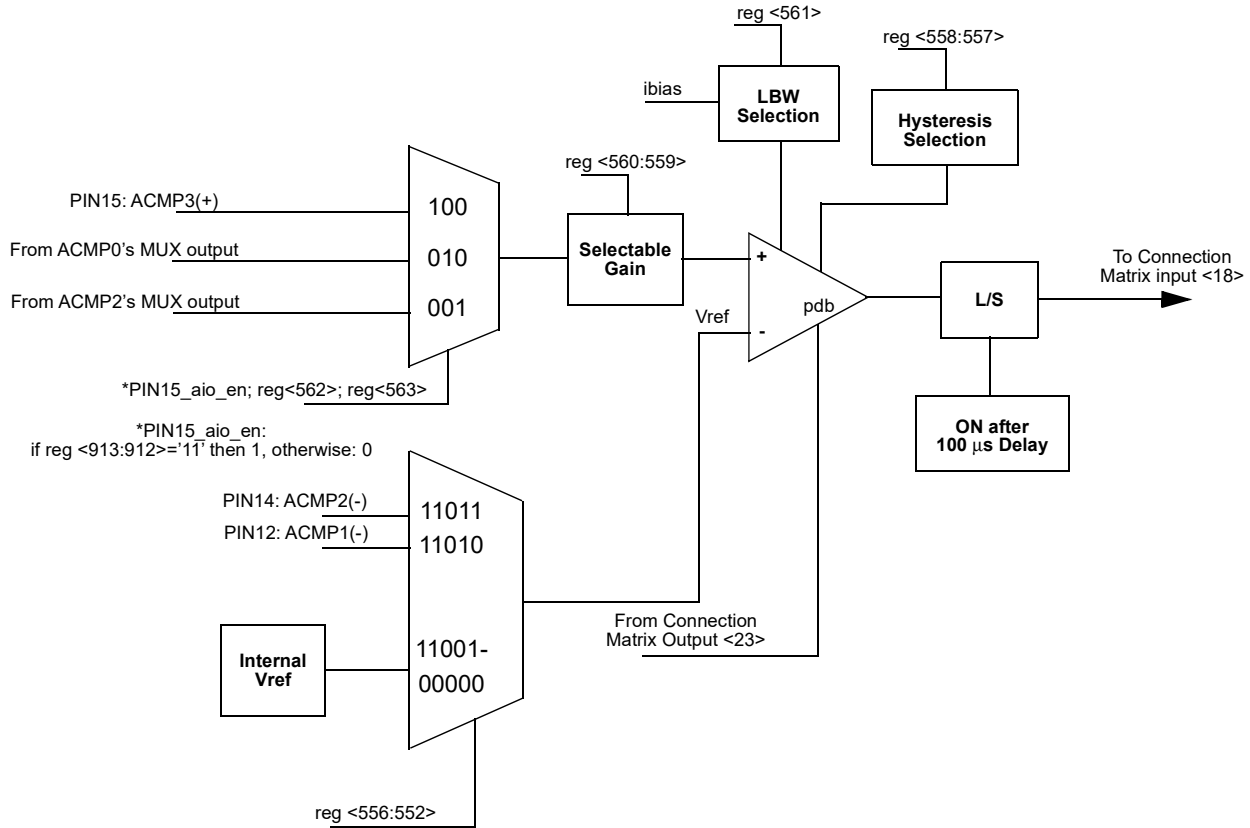 reg <561>
reg <558:557>
ibias
LBW
Selection
Hysteresis
Selection
reg <560:559>
PIN15: ACMP3(+)
100
From ACMP0's MUX output
010
Selectable
Gain
+
To Connection
Matrix input <18>
From ACMP2's MUX output
001
L/S
pdb
Vref
-
*PIN15_aio_en; reg<562>; reg<563>
ON after
100 μs Delay
*PIN15_aio_en:
if reg <913:912>='11' then 1, otherwise: 0
PIN14: ACMP2(-)
11011
PIN12: ACMP1(-)
11010
From Connection
Matrix Output <23>
Internal
Vref
11001-
00000
reg <556:552>